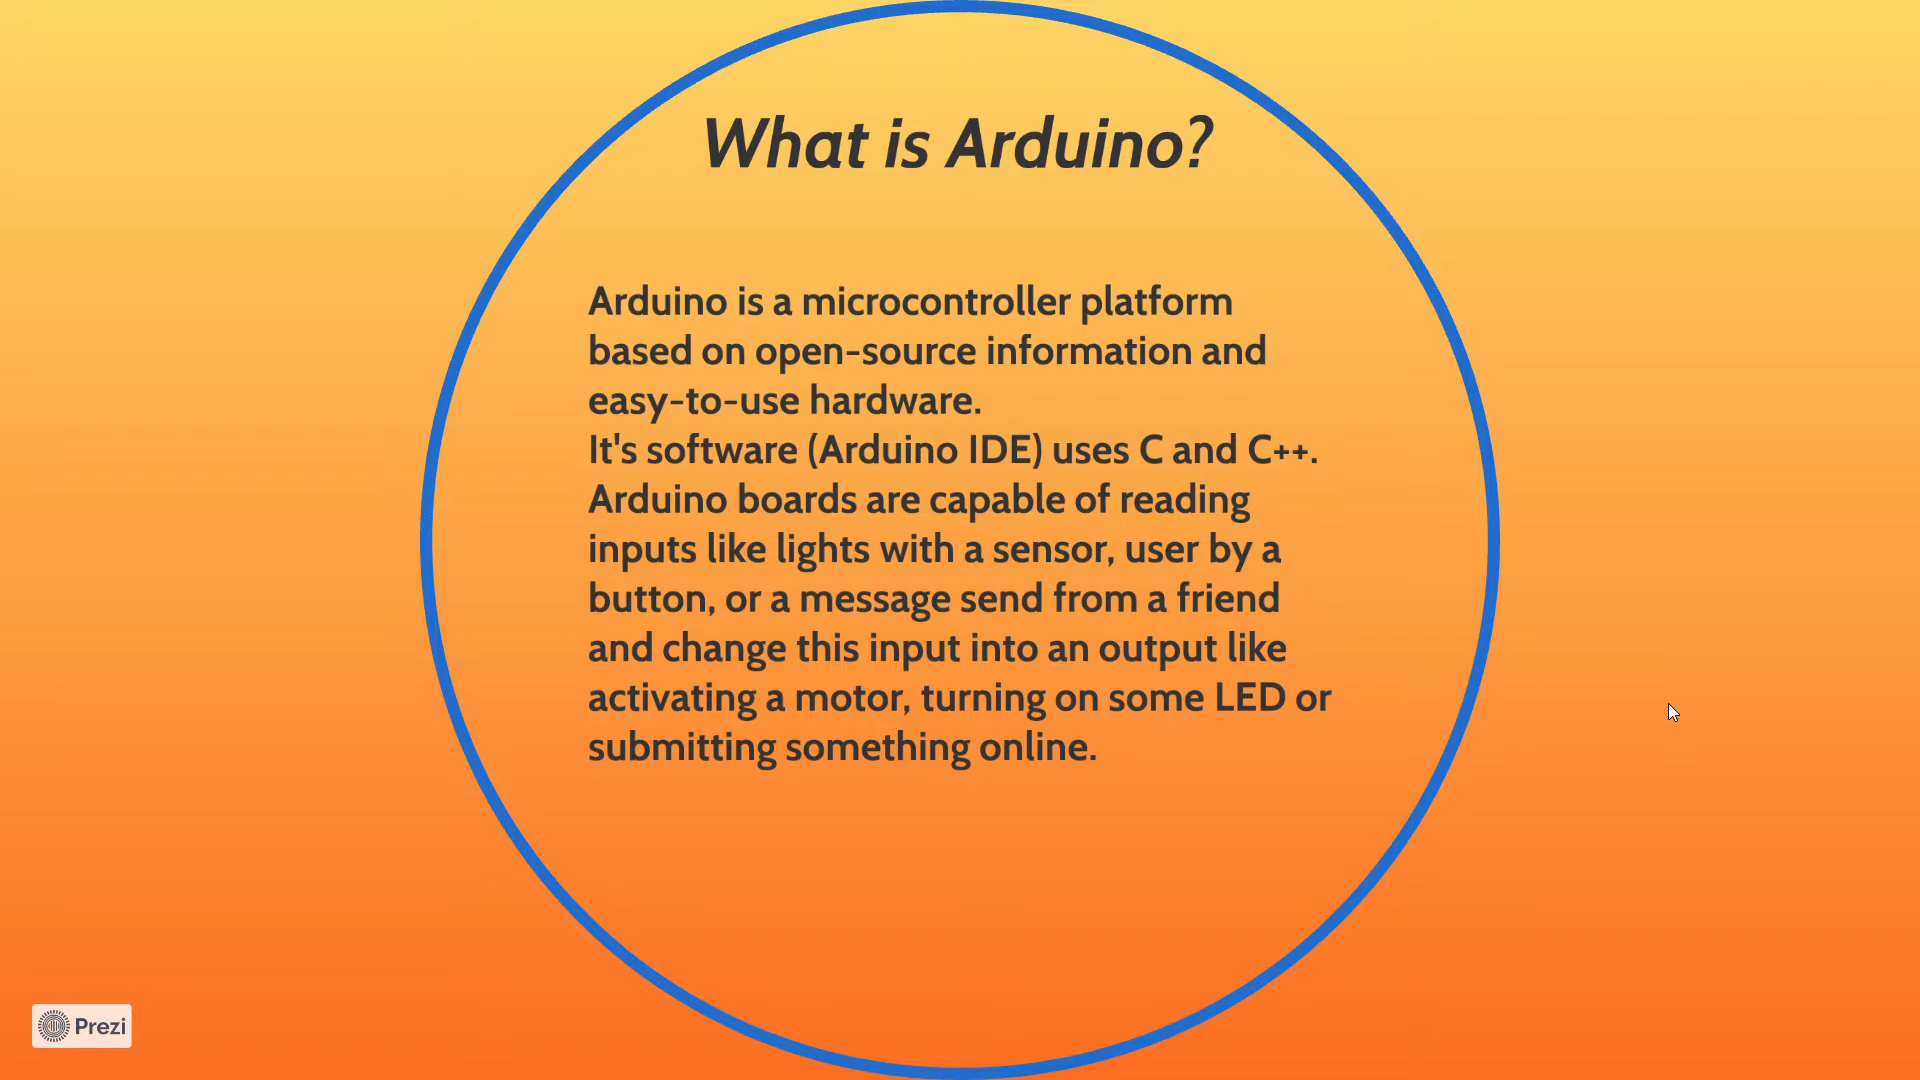 What is Arduino?
Arduino is a microcontroller platform
based on open-source information and
easy-to-use hardware.
It's software (Arduino IDE) uses C and C++.
Arduino boards are capable of reading
inputs like lights with a sensor, user by a
button, or a message send from a friend
and change this input into an output like
activating a motor, turning on some LED or
submitting something online.
Prezi